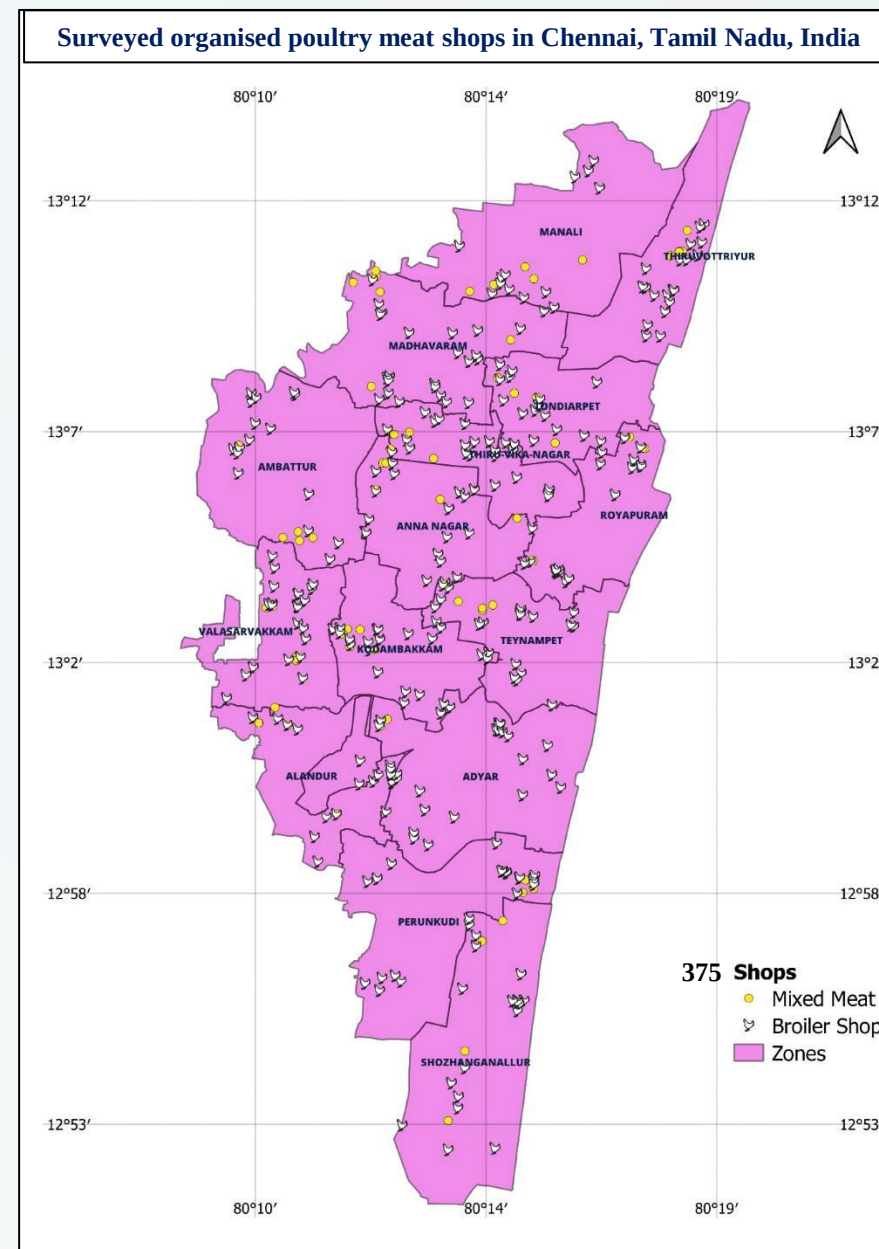 Surveyed organised poultry meat shops in Chennai, Tamil Nadu, India
80°10′ 80°14′ 80°19′
13°12′ 13°12
MANALI
THIRUVOTTRIYUR
MADHAVARAM
TONDIARPET
13°7′ 13°7
THIRU-VIKA-NAGAR
AMBATTUR
ROYAPURAM
ANNA NAGAR
VALASARVAKKAM
TEYNAMPET
KODAMBAKKAM
13°2′ 13°2
ALANDUR ADYAR
12°58′ 12°58
PERUNKUDI
375 Shops
Mixed Meat
Broiler Shop
Zones
SHOZHANGANALLUR
12°53′ 12°53
80°10′ 80°14′ 80°19′